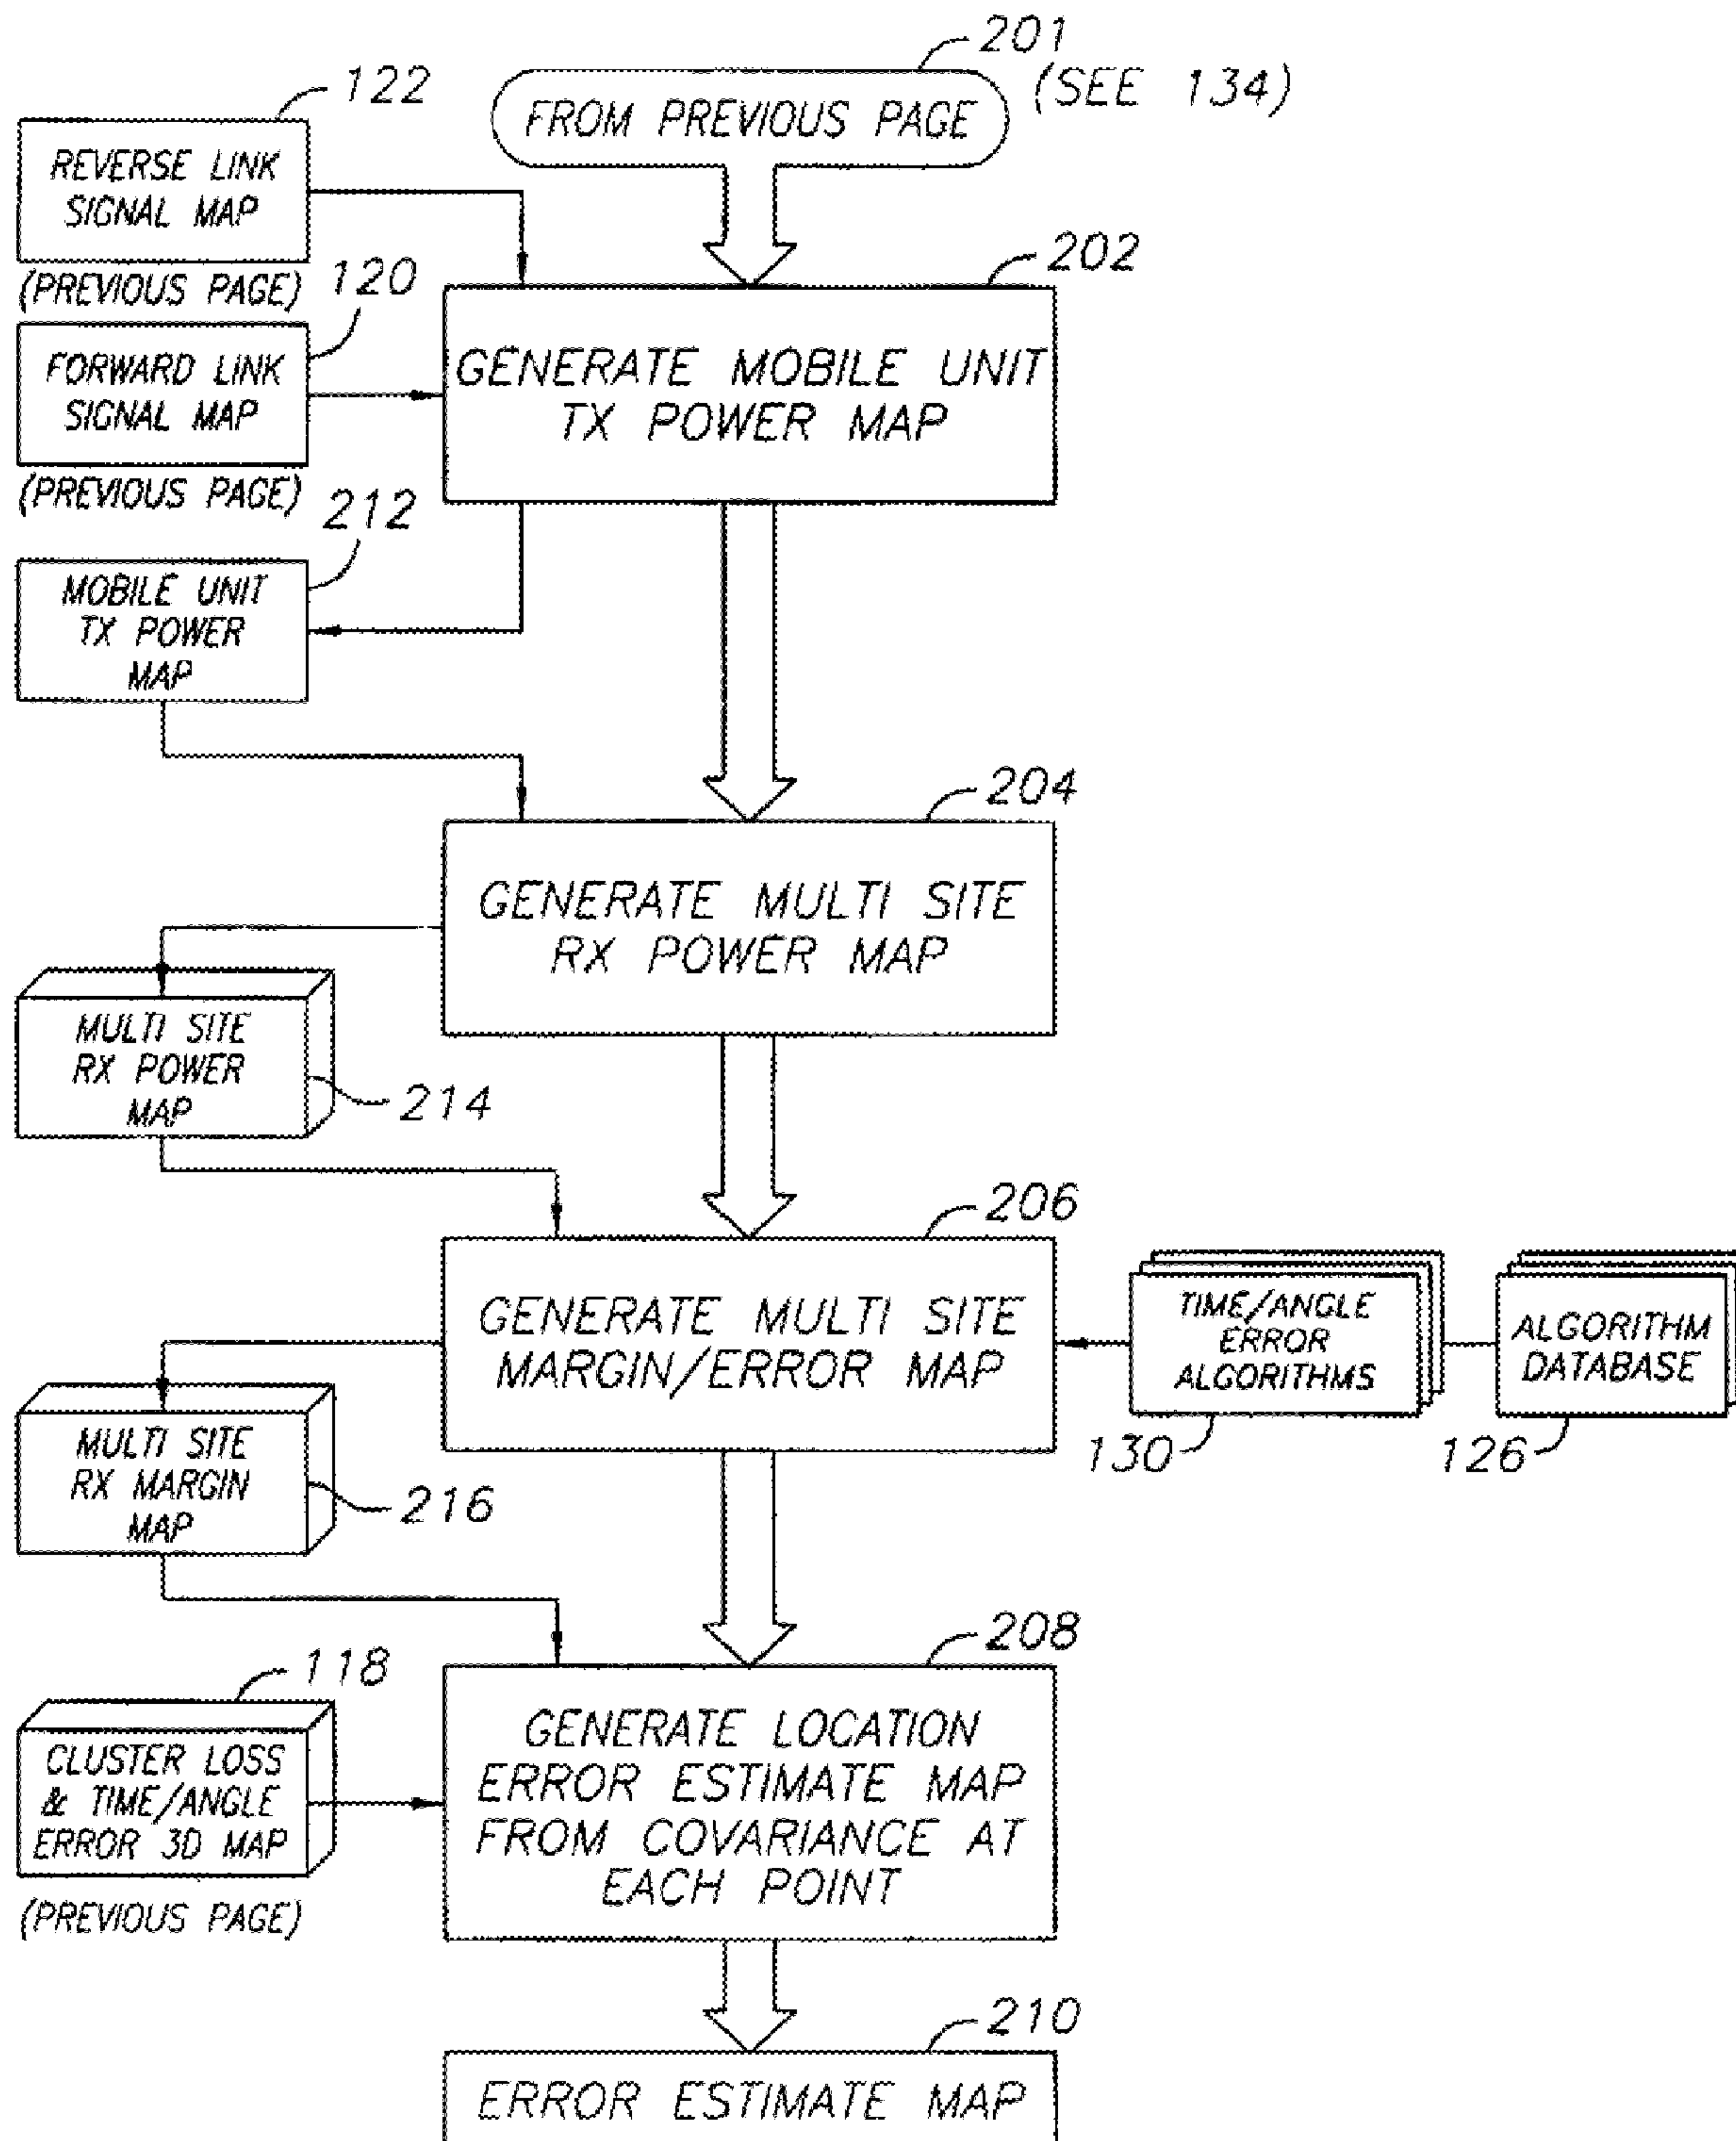 201
(SEE 134)
FROM PREVIOUS PAGE
122
REVERSE LINK
SIGNAL MAP
(PREVIOUS PAGE)
120
FORWARD LINK
SIGNAL MAP
(PREVIOUS PAGE)
202
GENERATE MOBILE UNIT
TX POWER MAP
212
MOBILE UNIT
TX POWER
MAP
204
GENERATE MULTI SITE
RX POWER MAP
MULTI SITE
RX POWER
MAP
214
206
GENERATE MULTI SITE
MARGIN/ERROR MAP
TIME/ANGLE
ERROR
ALGORITHMS
130
ALGORITHM
DATABASE
126
MULTI SITE
RX MARGIN
MAP
216
208
GENERATE LOCATION
ERROR ESTIMATE MAP
FROM COVARIANCE AT
EACH POINT
118
CLUSTER LOSS
& TIME/ANGLE
ERROR 3D MAP
(PREVIOUS PAGE)
210
ERROR ESTIMATE MAP